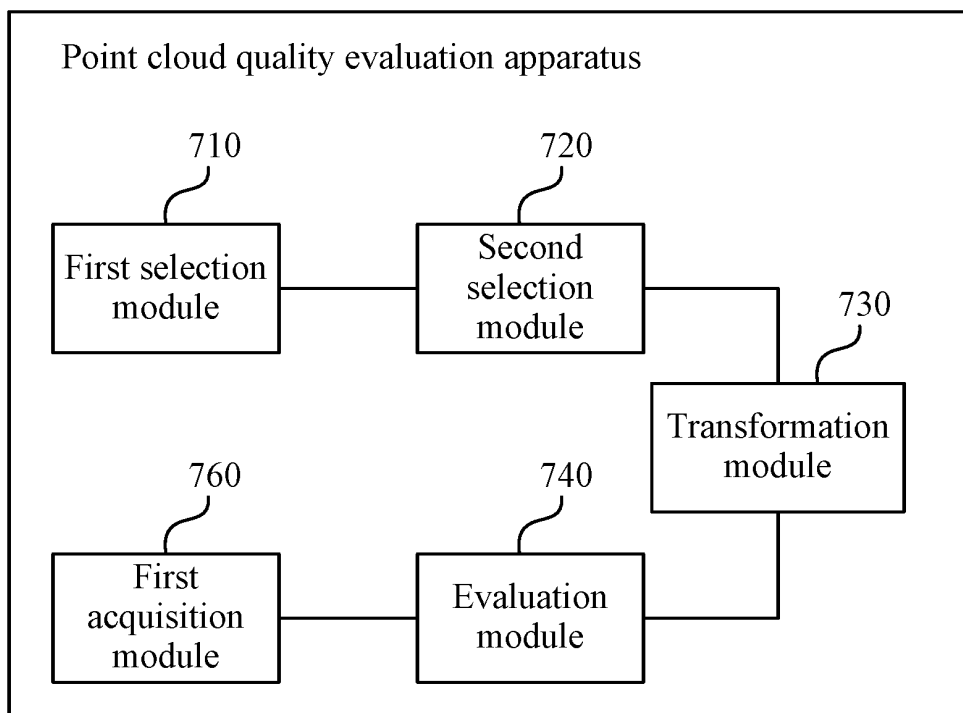 Point cloud quality evaluation apparatus
710
720
First selection
module
Second
selection
module
730
Transformation
module
760
740
First
acquisition
module
Evaluation
module